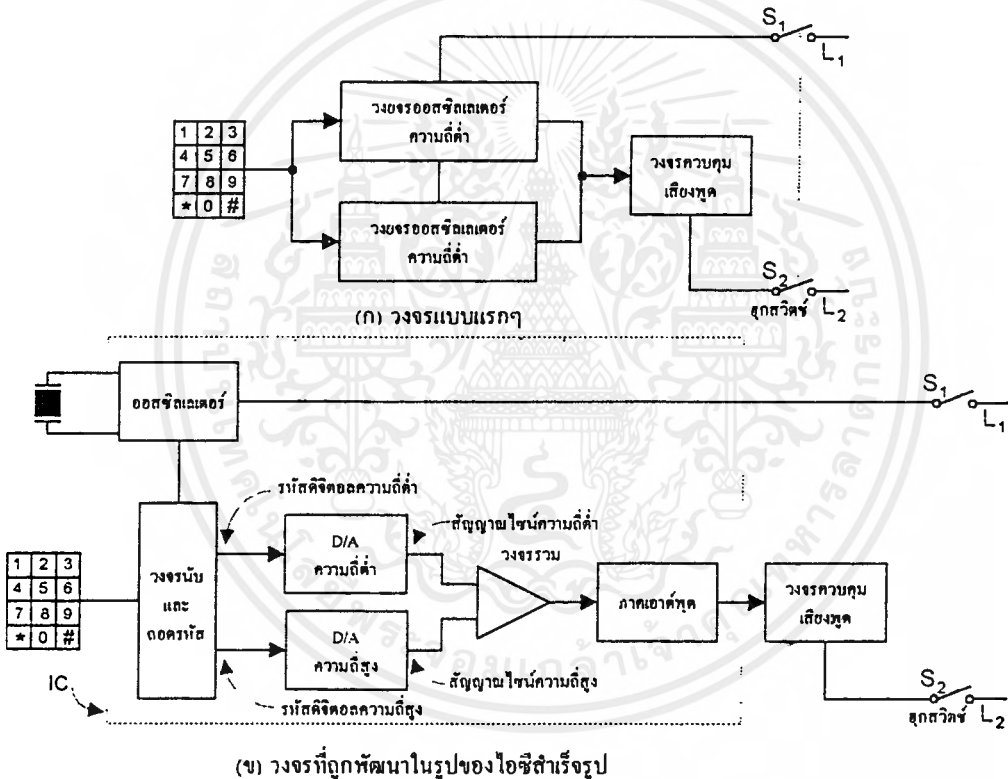 S1
L1
วงจรออสซิลเลเตอร์
ความถี่ต่ำ
1 2 3
4 5 6
7 8 9
* 0 #
วงจรควบคุม
เสียงพูด
วงจรออสซิลเลเตอร์
ความถี่ต่ำ
S2
ฮุกสวิตช์
L2
(ก) วงจรแบบแรกๆ
ออสซิลเลเตอร์
S1
L1
รหัสดิจิตอลความถี่ต่ำ
สัญญาณไซน์ความถี่ต่ำ
D/A
ความถี่ต่ำ
วงจรรวม
1 2 3
4 5 6
7 8 9
* 0 #
วงจรนับ
และ
ถอดรหัส
ภาคเอาต์พุต
วงจรควบคุม
เสียงพูด
D/A
ความถี่สูง
สัญญาณไซน์ความถี่สูง
IC
รหัสดิจิตอลความถี่สูง
S2
ฮุกสวิตช์
L2
(ข) วงจรที่ถูกพัฒนาในรูปของไอซีสำเร็จรูป